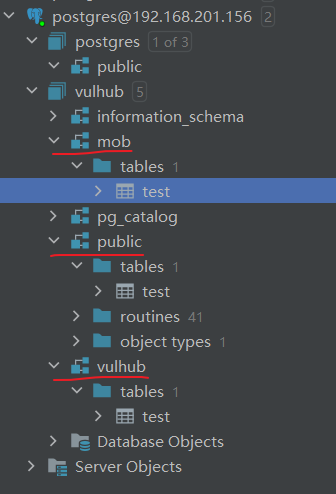 postgres@192.168.201.156 2
postgres 1 of 3
public
vulhub 5
information_schema
mob
tables 1
test
pg_catalog
public
tables 1
test
routines 41
object types 1
vulhub
tables 1
test
Database Objects
Server Objects